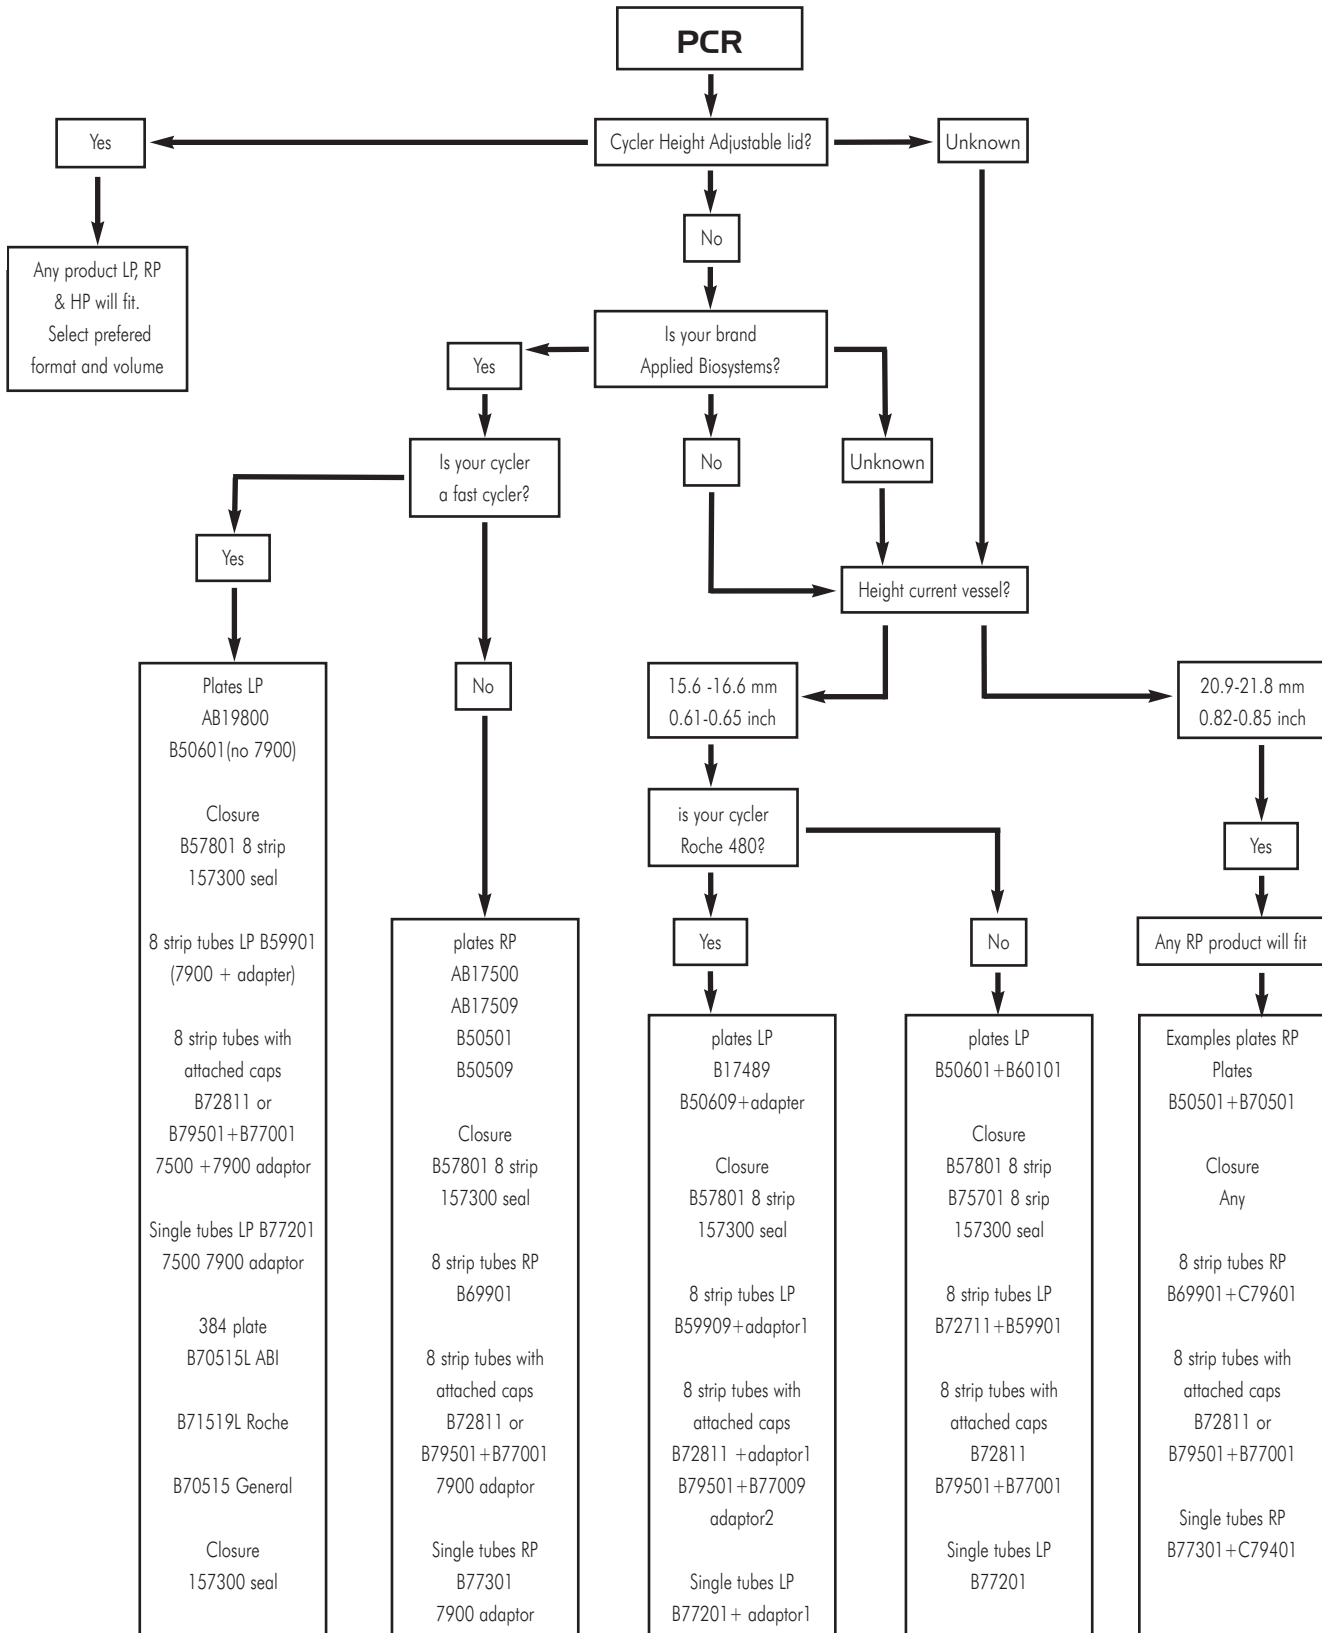 PCR
Yes
Cycler Height Adjustable lid?
Unknown
No
Any product LP, RP
& HP will fit.
Select prefered
format and volume
Is your brand
Applied Biosystems?
Yes
No
Unknown
Is your cycler
a fast cycler?
Yes
Height current vessel?
No
15.6 -16.6 mm
0.61-0.65 inch
20.9-21.8 mm
0.82-0.85 inch
is your cycler
Roche 480?
Yes
Yes
No
Any RP product will fit
Plates LP
AB19800
B50601(no 7900)
Closure
B57801 8 strip
157300 seal
8 strip tubes LP B59901
(7900 + adapter)
8 strip tubes with
attached caps
B72811 or
B79501+B77001
7500 +7900 adaptor
Single tubes LP B77201
7500 7900 adaptor
384 plate
B70515L ABI
B71519L Roche
B70515 General
Closure
157300 seal
plates RP
AB17500
AB17509
B50501
B50509
Closure
B57801 8 strip
157300 seal
8 strip tubes RP
B69901
8 strip tubes with
attached caps
B72811 or
B79501+B77001
7900 adaptor
Single tubes RP
B77301
7900 adaptor
plates LP
B17489
B50609+adapter
Closure
B57801 8 strip
157300 seal
8 strip tubes LP
B59909+adaptor1
8 strip tubes with
attached caps
B72811 +adaptor1
B79501+B77009
adaptor2
Single tubes LP
B77201+ adaptor1
plates LP
B50601+B60101
Closure
B57801 8 strip
B75701 8 srip
157300 seal
8 strip tubes LP
B72711+B59901
8 strip tubes with
attached caps
B72811
B79501+B77001
Single tubes LP
B77201
Examples plates RP
Plates
B50501+B70501
Closure
Any
8 strip tubes RP
B69901+C79601
8 strip tubes with
attached caps
B72811 or
B79501+B77001
Single tubes RP
B77301+C79401